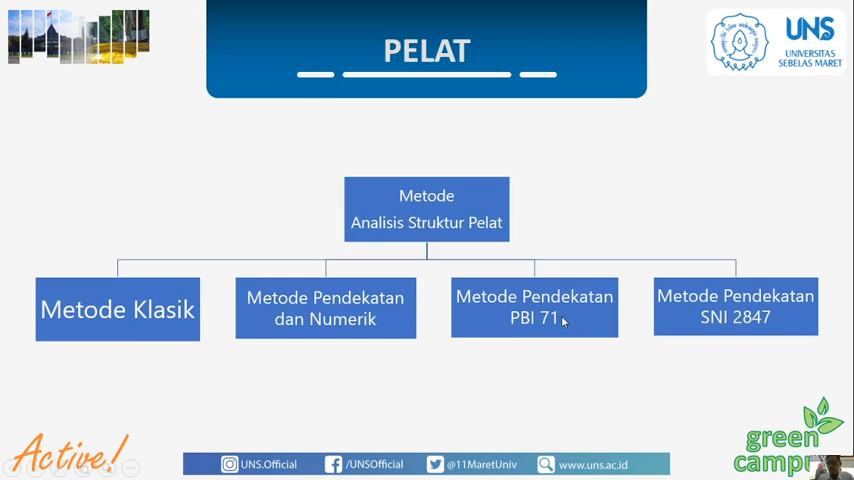 PELAT
UNS
UNIVERSITAS
SEBELAS MARET
Metode
Analisis Struktur Pelat
Metode Klasik
Metode Pendekatan
dan Numerik
Metode Pendekatan
PBI 71
Metode Pendekatan
SNI 2847
Active!
UNS.Official
/UNSOfficial
@11MaretUniv
www.uns.ac.id
green